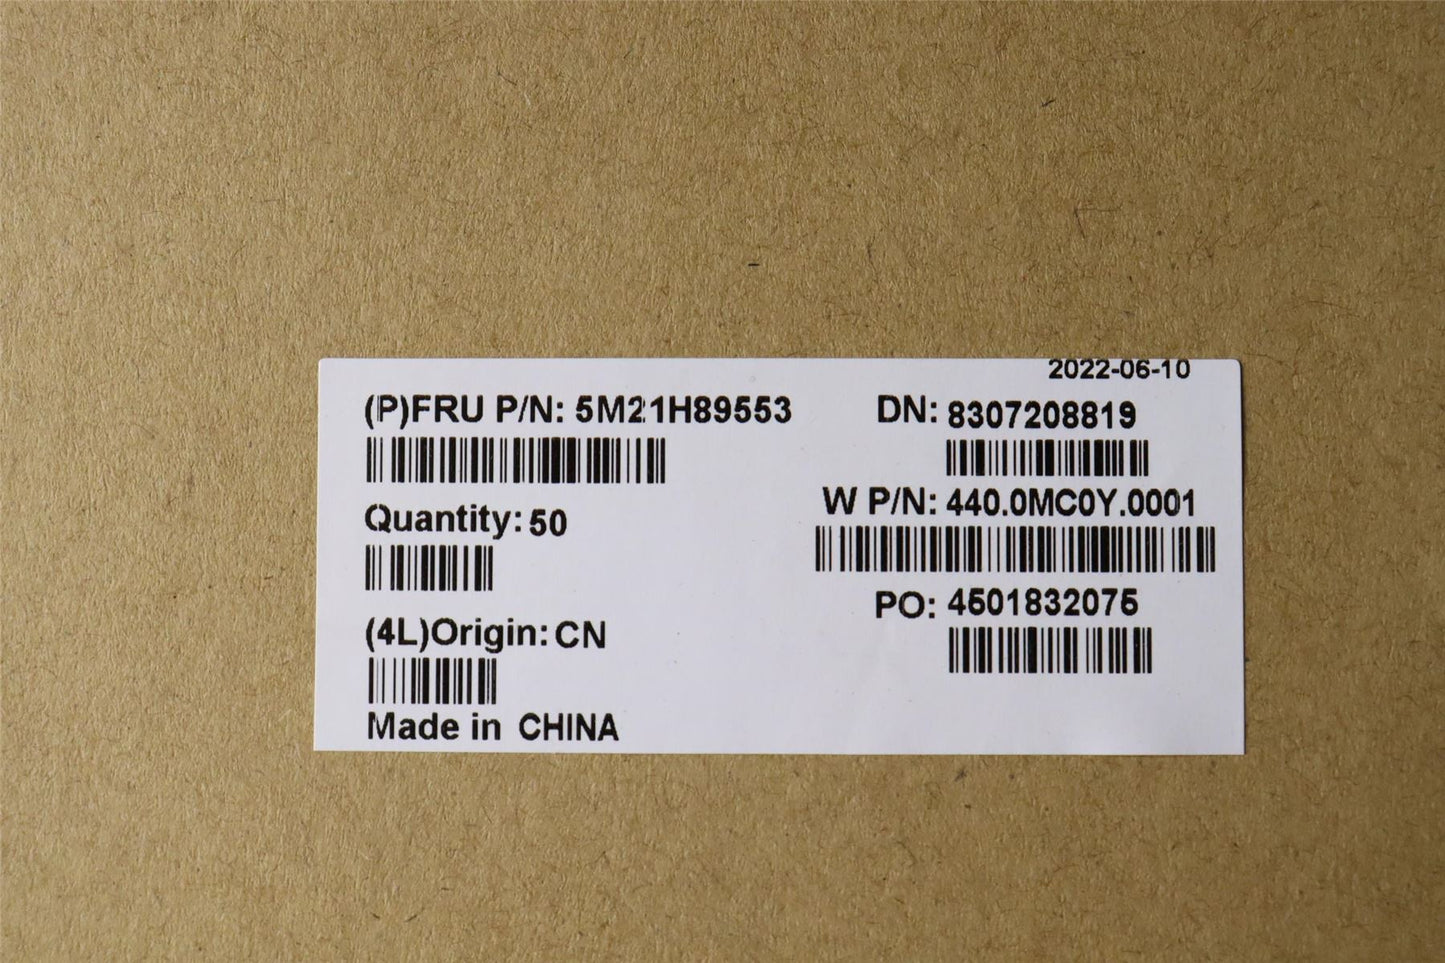 2022-06-10
(P)FRU P/N: 5M21H89553
DN: 8307208819
W P/N: 440.0MC0Y.0001
Quantity: 50
PO: 4501832075
(4L)Origin: CN
Made in CHINA